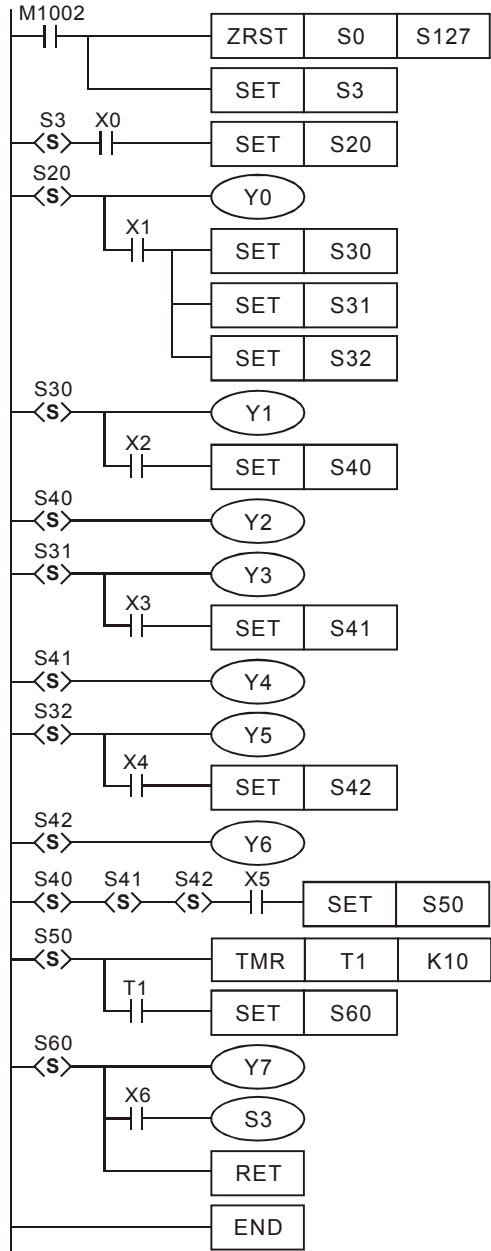 M1002
ZRST S0 S127
SET S3
S3 X0
S SET S20
S20
S Y0
X1
SET S30
SET S31
SET S32
S30
S Y1
X2
SET S40
S40
S Y2
S31
S Y3
X3
SET S41
S41
S Y4
S32
S Y5
X4
SET S42
S42
S Y6
S40 S41 S42 X5
S S S SET S50
S50
S TMR T1 K10
T1
SET S60
S60
S Y7
X6
S3
RET
END